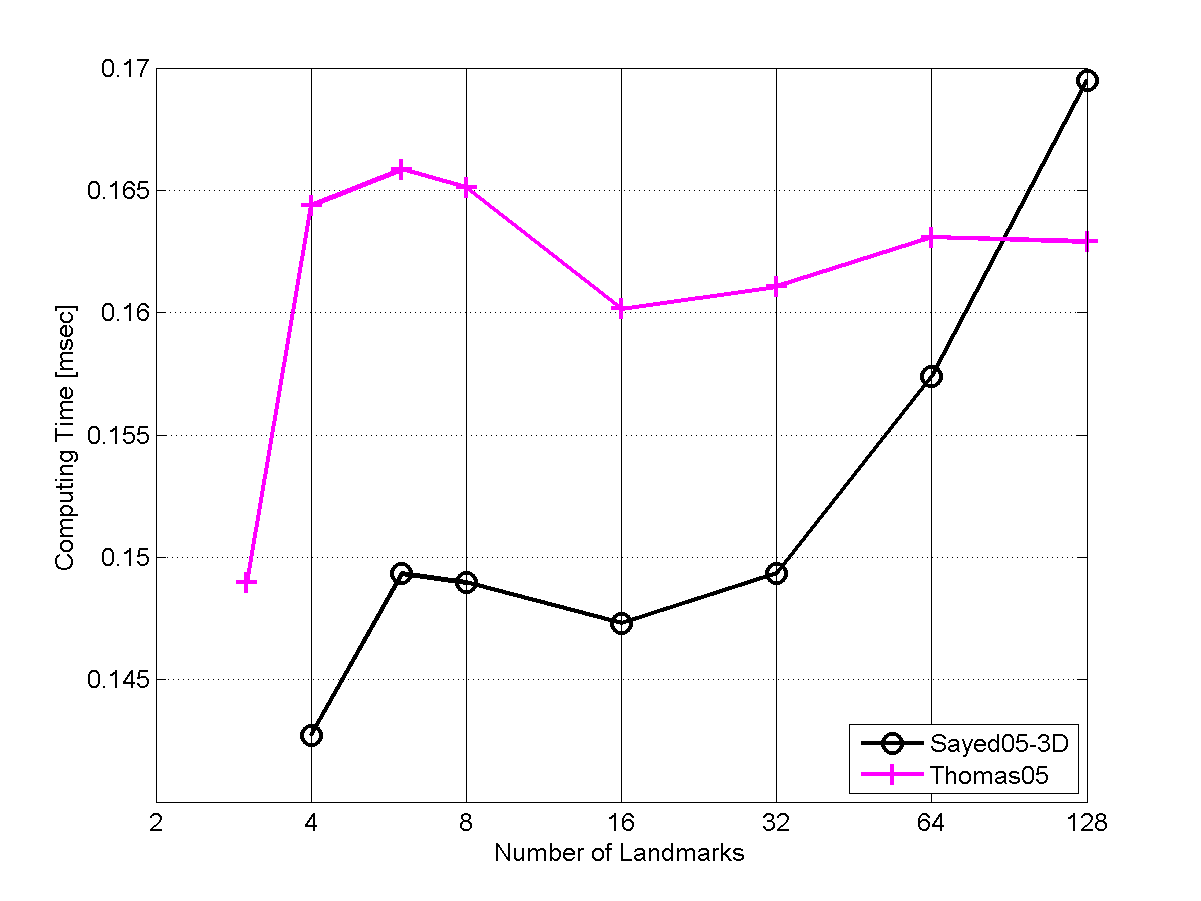 0.17
0.165
0.16
0.155
0.15
0.145
Computing Time [msec]
2 4 8 16 32 64 128
Number of Landmarks
Sayed05-3D
Thomas05